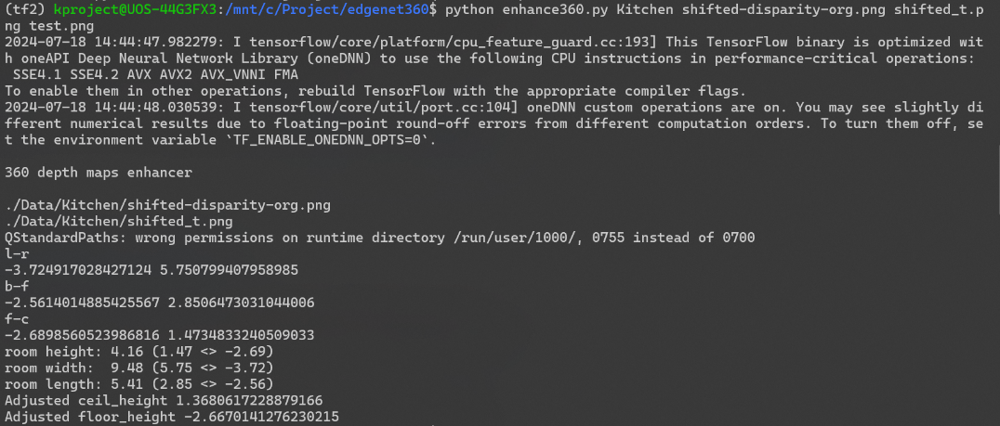 (tf2) kproject@UOS-44G3FX3:/mnt/c/Project/edgenet360$ python enhance360.py Kitchen shifted-disparity-org.png shifted_t.p
ng test.png
2024-07-18 14:44:47.982279: I tensorflow/core/platform/cpu_feature_guard.cc:193] This TensorFlow binary is optimized wit
h oneAPI Deep Neural Network Library (oneDNN) to use the following CPU instructions in performance-critical operations:
 SSE4.1 SSE4.2 AVX AVX2 AVX_VNNI FMA
To enable them in other operations, rebuild TensorFlow with the appropriate compiler flags.
2024-07-18 14:44:48.030539: I tensorflow/core/util/port.cc:104] oneDNN custom operations are on. You may see slightly di
fferent numerical results due to floating-point round-off errors from different computation orders. To turn them off, se
t the environment variable `TF_ENABLE_ONEDNN_OPTS=0`.

360 depth maps enhancer

./Data/Kitchen/shifted-disparity-org.png
./Data/Kitchen/shifted_t.png
QStandardPaths: wrong permissions on runtime directory /run/user/1000/, 0755 instead of 0700
l-r
-3.724917028427124 5.750799407958985
b-f
-2.5614014885425567 2.8506473031044006
f-c
-2.6898560523986816 1.4734833240509033
room height: 4.16 (1.47 <> -2.69)
room width:  9.48 (5.75 <> -3.72)
room length: 5.41 (2.85 <> -2.56)
Adjusted ceil_height 1.3680617228879166
Adjusted floor_height -2.6670141276230215